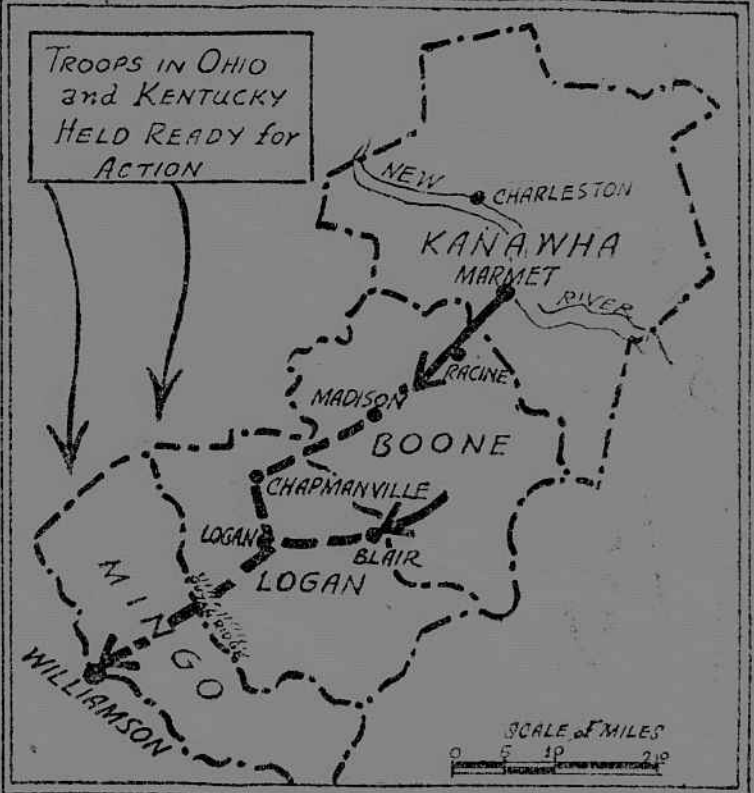 TROOPS IN OHIO
and KENTUCKY
HELD READY for
ACTION
NEW
CHARLESTON
KANAWHA
MARMET
RIVER
RACINE
MADISON
BOONE
CHAPMANVILLE
LOGAN
BLAIR
LOGAN
MINGO
RIDGE
WILLIAMSON
SCALE of MILES
0 5 10 20